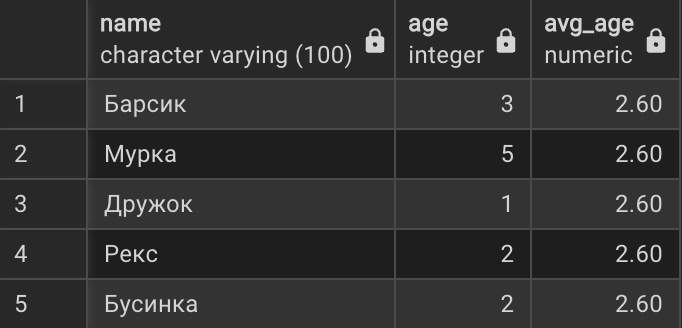 name age avg_age
character varying (100) integer numeric
1 Барсик 3 2.60
2 Мурка 5 2.60
3 Дружок 1 2.60
4 Рекс 2 2.60
5 Бусинка 2 2.60